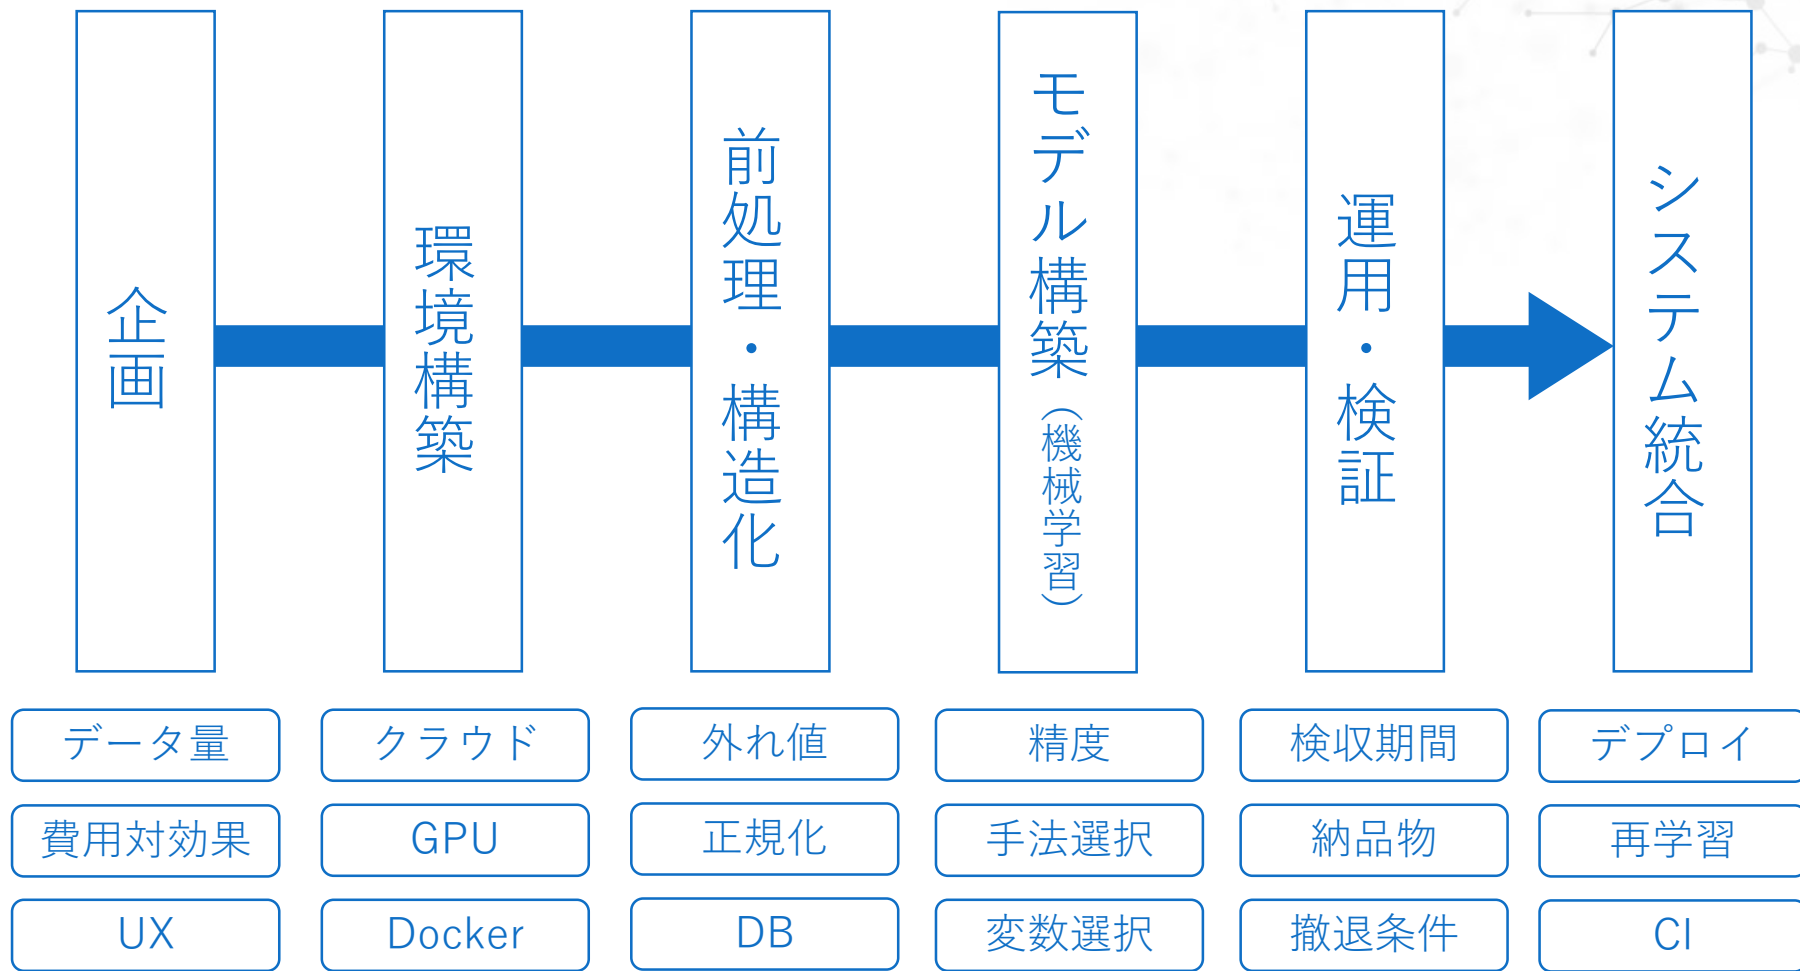 企画
環境構築
前処理・構造化
モデル構築（機械学習）
運用・検証
システム統合
データ量
クラウド
外れ値
精度
検収期間
デプロイ
費用対効果
GPU
正規化
手法選択
納品物
再学習
UX
Docker
DB
変数選択
撤退条件
CI